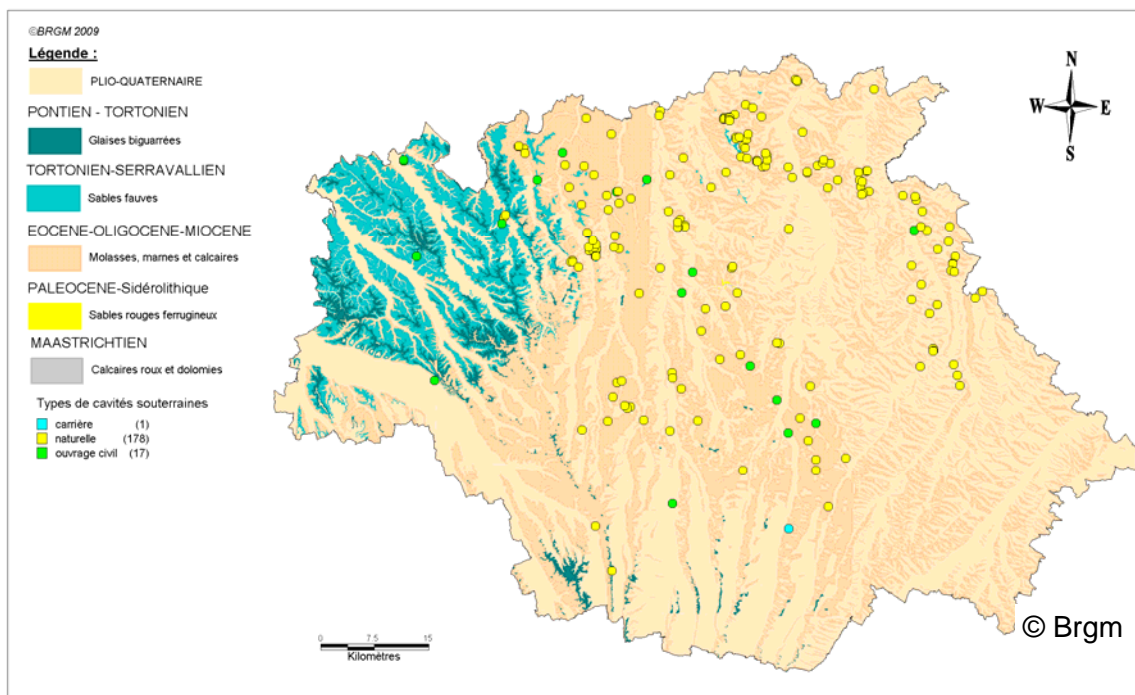 ©BRGM 2009
Légende :
PLIO-QUATERNAIRE
PONTIEN - TORTONIEN
Glaises biguarrées
TORTONIEN-SERRAVALLIEN
Sables fauves
EOCENE-OLIGOCENE-MIOCENE
Molasses, marnes et calcaires
PALEOCENE-Sidérolithique
Sables rouges ferrugineux
MAASTRICHTIEN
Calcaires roux et dolomies
Types de cavités souterraines
carrière (1)
naturelle (178)
ouvrage civil (17)
N
W E
S
0 7.5 15
Kilomètres
© Brgm